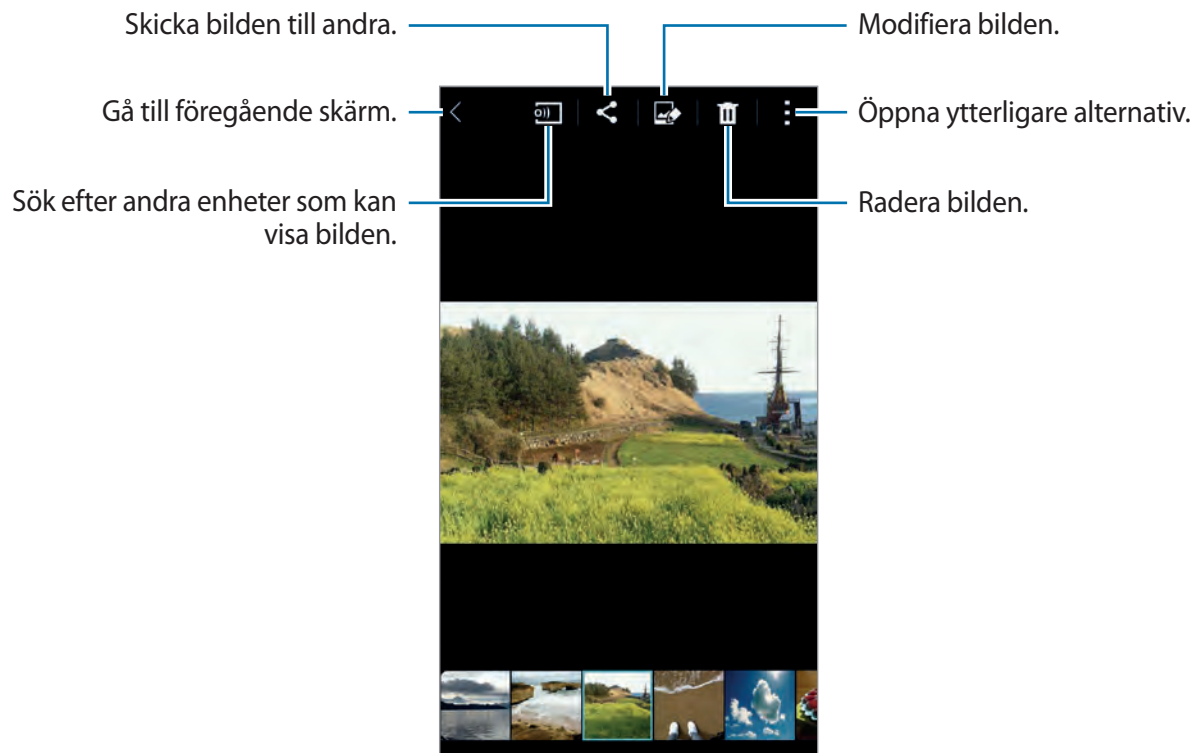 Skicka bilden till andra.
Modifiera bilden.
Gå till föregående skärm.
Öppna ytterligare alternativ.
Sök efter andra enheter som kan
visa bilden.
Radera bilden.